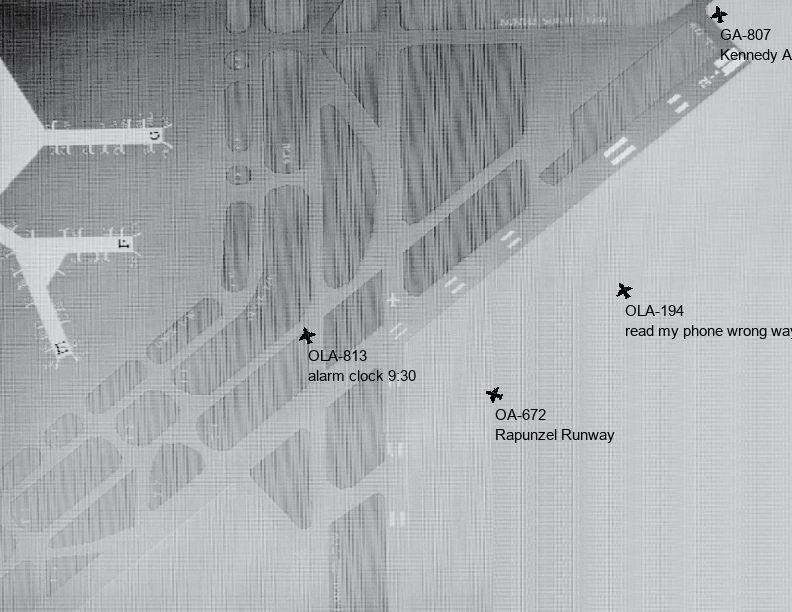 GA-807
Kennedy A
G
F
OLA-194
read my phone wrong way
OLA-813
alarm clock 9:30
OA-672
Rapunzel Runway